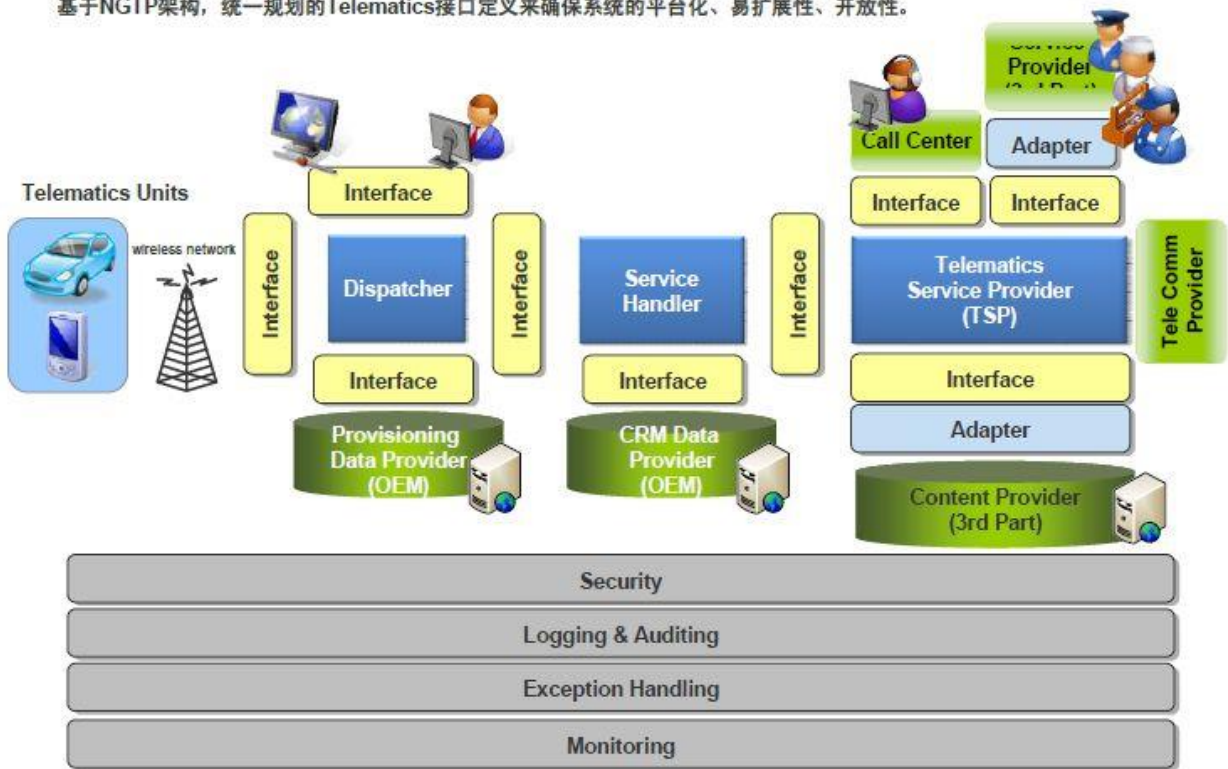 基于NGTP架构，统一规划的Telematics接口定义来确保系统的平台化、易扩展性、开放性。
Provider
Call Center
Adapter
Telematics Units
Interface
Interface
Interface
wireless network
Interface
Dispatcher
Interface
Service
Handler
Interface
Telematics
Service Provider
(TSP)
Tele Comm
Provider
Interface
Interface
Interface
Adapter
Provisioning
Data Provider
(OEM)
CRM Data
Provider
(OEM)
Content Provider
(3rd Part)
Security
Logging & Auditing
Exception Handling
Monitoring